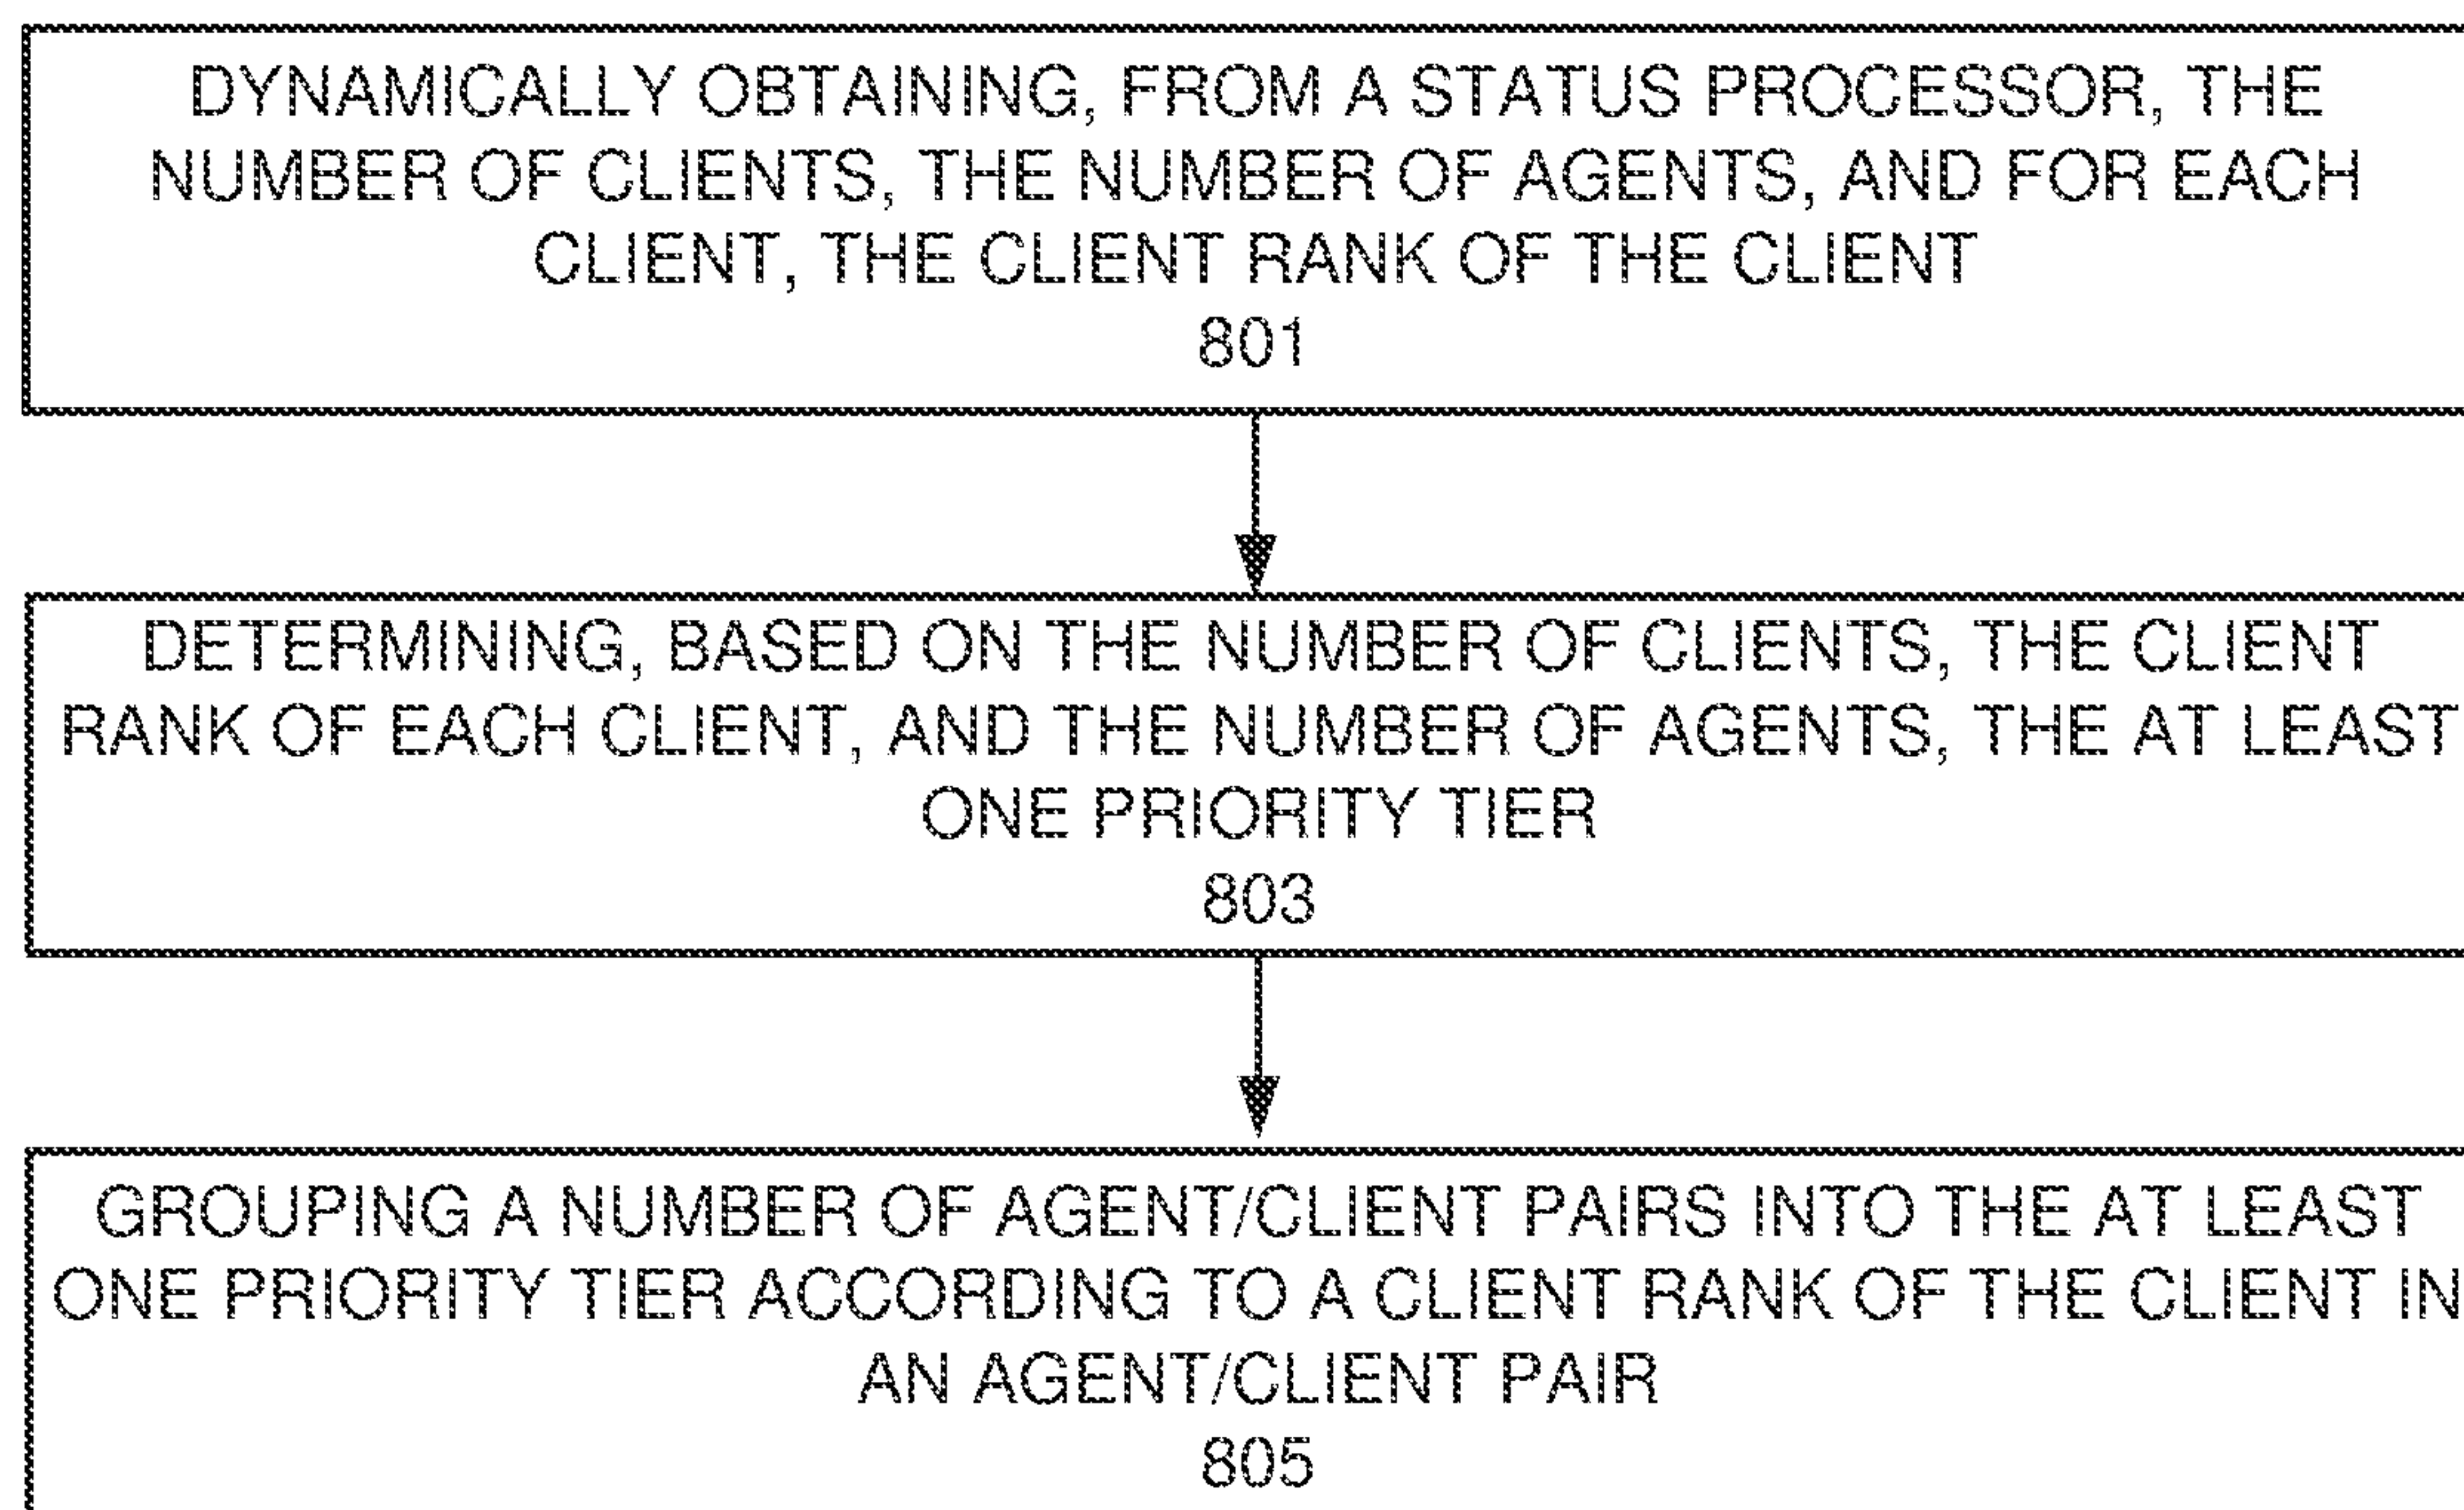 DYNAMICALLY OBTAINING, FROM A STATUS PROCESSOR, THE
NUMBER OF CLIENTS, THE NUMBER OF AGENTS, AND FOR EACH
CLIENT, THE CLIENT RANK OF THE CLIENT
801
DETERMINING, BASED ON THE NUMBER OF CLIENTS, THE CLIENT
RANK OF EACH CLIENT, AND THE NUMBER OF AGENTS, THE AT LEAST
ONE PRIORITY TIER
803
GROUPING A NUMBER OF AGENT/CLIENT PAIRS INTO THE AT LEAST
ONE PRIORITY TIER ACCORDING TO A CLIENT RANK OF THE CLIENT IN
AN AGENT/CLIENT PAIR
805